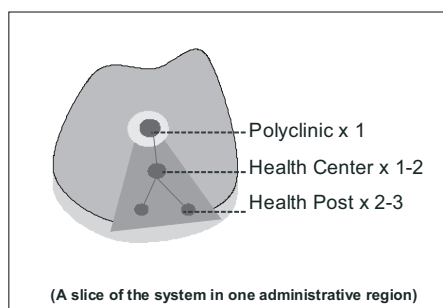 Polyclinic x 1
Health Center x 1-2
Health Post x 2-3
(A slice of the system in one administrative region)